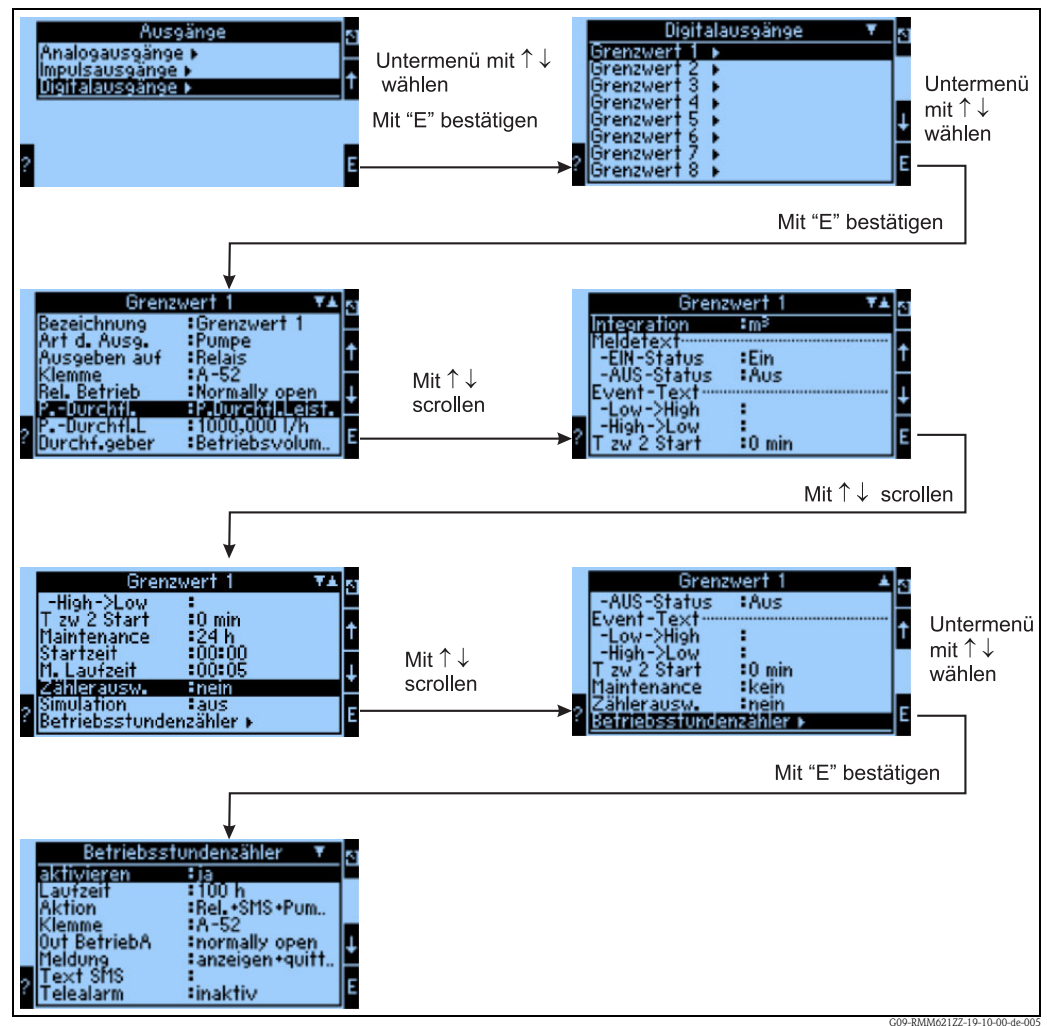 Ausgänge
Analogausgänge ▸
Impulsausgänge ▸
Digitalausgänge ▸
↑
?
E
Untermenü mit ↑↓
wählen
Mit “E” bestätigen
Digitalausgänge ▼
Grenzwert 1 ▸
Grenzwert 2 ▸
Grenzwert 3 ▸
Grenzwert 4 ▸
Grenzwert 5 ▸
Grenzwert 6 ▸
Grenzwert 7 ▸
Grenzwert 8 ▸
↓
?
E
Untermenü
mit ↑↓
wählen
Mit “E” bestätigen
Grenzwert 1 ▼▲
Bezeichnung :Grenzwert 1
Art d. Ausg. :Pumpe
Ausgeben auf :Relais
Klemme :A-52
Rel. Betrieb :Normally open
P.-Durchfl. :P.Durchfl.Leist.
P.-Durchfl.L :1000,000 l/h
Durchf.geber :Betriebsvolum..
↑
↓
?
E
Mit ↑↓
scrollen
Grenzwert 1 ▼▲
Integration :m³
Meldetext
-EIN-Status :Ein
-AUS-Status :Aus
Event-Text
-Low->High :
-High->Low :
T zw 2 Start :0 min
↑
↓
?
E
Mit ↑↓ scrollen
Grenzwert 1 ▼▲
-High->Low :
T zw 2 Start :0 min
Maintenance :24 h
Startzeit :00:00
M. Laufzeit :00:05
Zählerausw. :nein
Simulation :aus
Betriebsstundenzähler ▸
↑
↓
?
E
Mit ↑↓
scrollen
Grenzwert 1 ▲
-AUS-Status :Aus
Event-Text
-Low->High :
-High->Low :
T zw 2 Start :0 min
Maintenance :kein
Zählerausw. :nein
Betriebsstundenzähler ▸
↑
?
E
Untermenü
mit ↑↓
wählen
Mit “E” bestätigen
Betriebsstundenzähler ▼
aktivieren :ja
Laufzeit :100 h
Aktion :Rel.+SMS+Pum..
Klemme :A-52
Out BetriebA :normally open
Meldung :anzeigen+quitt..
Text SMS :
Telealarm :inaktiv
↓
?
E
G09-RMM621ZZ-19-10-00-de-005